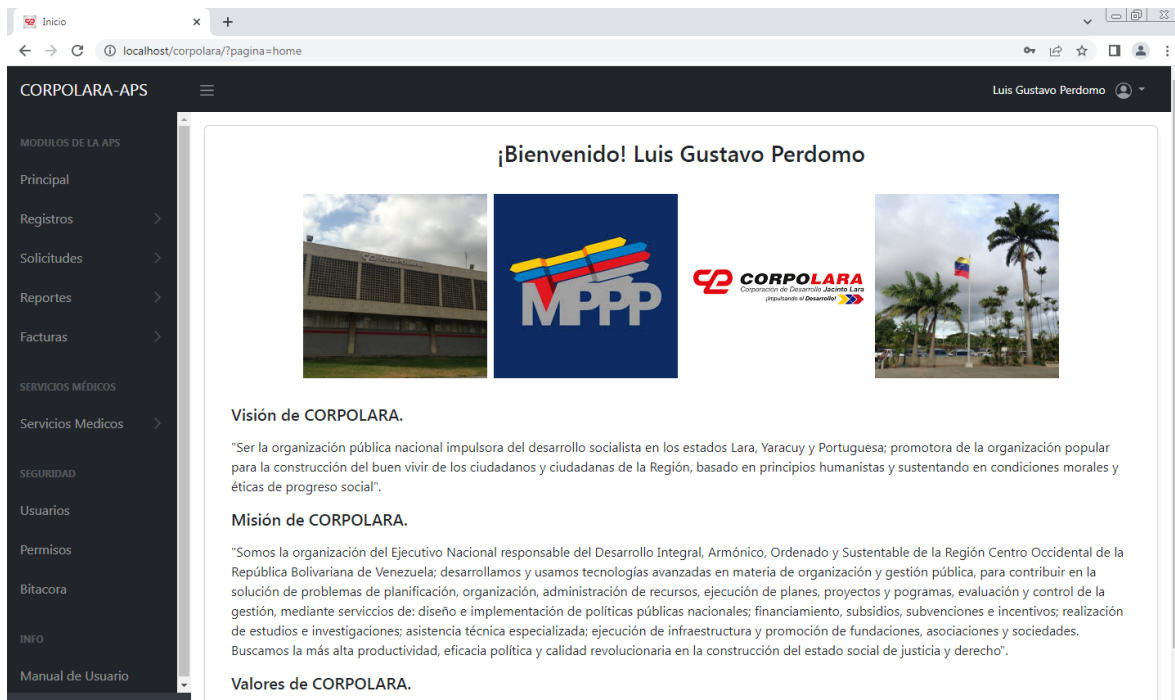 Inicio
localhost/corpolara/?pagina=home
CORPOLARA-APS
Luis Gustavo Perdomo
MODULOS DE LA APS
Principal
Registros
Solicitudes
Reportes
Facturas
SERVICIOS MÉDICOS
Servicios Medicos
SEGURIDAD
Usuarios
Permisos
Bitacora
INFO
Manual de Usuario
¡Bienvenido! Luis Gustavo Perdomo
MPPP
CORPOLARA
Corporación de Desarrollo Jacinto Lara
¡Impulsando el Desarrollo!
Visión de CORPOLARA.
"Ser la organización pública nacional impulsora del desarrollo socialista en los estados Lara, Yaracuy y Portuguesa; promotora de la organización popular
para la construcción del buen vivir de los ciudadanos y ciudadanas de la Región, basado en principios humanistas y sustentando en condiciones morales y
éticas de progreso social".
Misión de CORPOLARA.
"Somos la organización del Ejecutivo Nacional responsable del Desarrollo Integral, Armónico, Ordenado y Sustentable de la Región Centro Occidental de la
República Bolivariana de Venezuela; desarrollamos y usamos tecnologías avanzadas en materia de organización y gestión pública, para contribuir en la
solución de problemas de planificación, organización, administración de recursos, ejecución de planes, proyectos y pogramas, evaluación y control de la
gestión, mediante serviccios de: diseño e implementación de políticas públicas nacionales; financiamiento, subsidios, subvenciones e incentivos; realización
de estudios e investigaciones; asistencia técnica especializada; ejecución de infraestructura y promoción de fundaciones, asociaciones y sociedades.
Buscamos la más alta productividad, eficacia política y calidad revolucionaria en la construcción del estado social de justicia y derecho".
Valores de CORPOLARA.